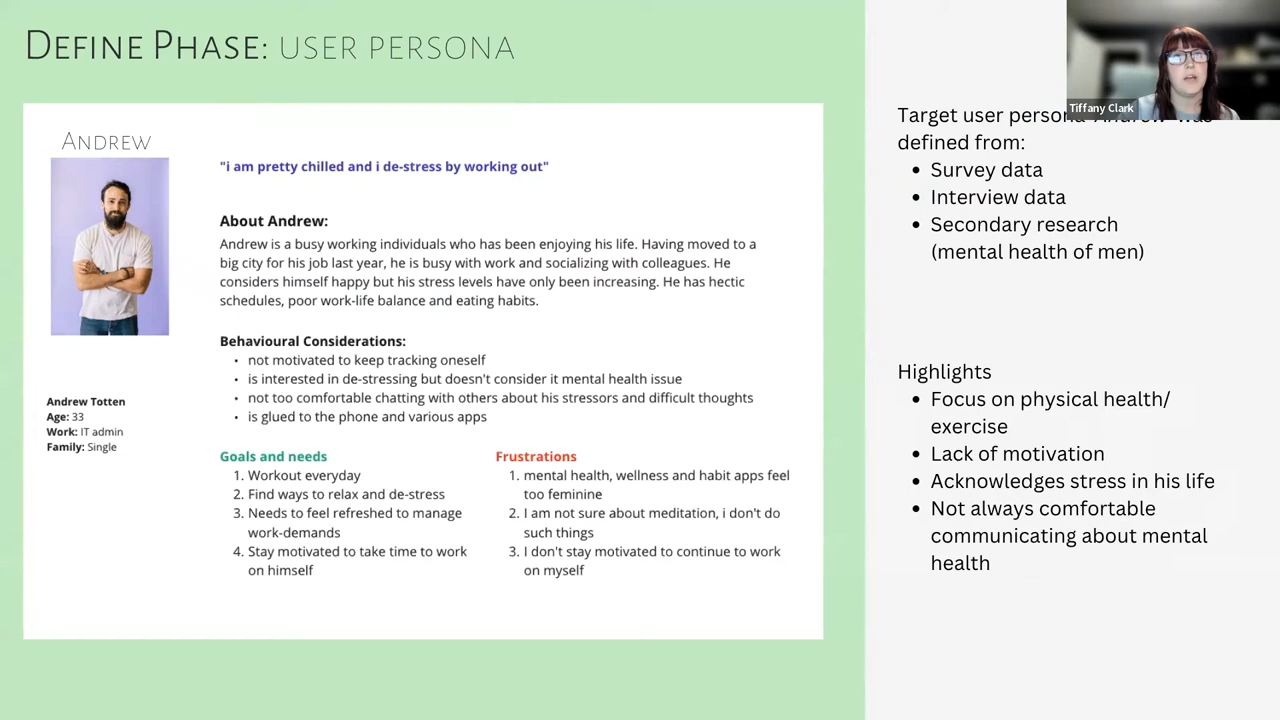 DEFINE PHASE: USER PERSONA
ANDREW
"i am pretty chilled and i de-stress by working out"
About Andrew:
Andrew is a busy working individuals who has been enjoying his life. Having moved to a
big city for his job last year, he is busy with work and socializing with colleagues. He
considers himself happy but his stress levels have only been increasing. He has hectic
schedules, poor work-life balance and eating habits.
Behavioural Considerations:
• not motivated to keep tracking oneself
• is interested in de-stressing but doesn't consider it mental health issue
• not too comfortable chatting with others about his stressors and difficult thoughts
• is glued to the phone and various apps
Andrew Totten
Age: 33
Work: IT admin
Family: Single
Goals and needs
1. Workout everyday
2. Find ways to relax and de-stress
3. Needs to feel refreshed to manage
work-demands
4. Stay motivated to take time to work
on himself
Frustrations
1. mental health, wellness and habit apps feel
too feminine
2. I am not sure about meditation, i don't do
such things
3. I don't stay motivated to continue to work
on myself
Tiffany Clark
Target user persona
defined from:
• Survey data
• Interview data
• Secondary research
(mental health of men)
Highlights
• Focus on physical health/
exercise
• Lack of motivation
• Acknowledges stress in his life
• Not always comfortable
communicating about mental
health